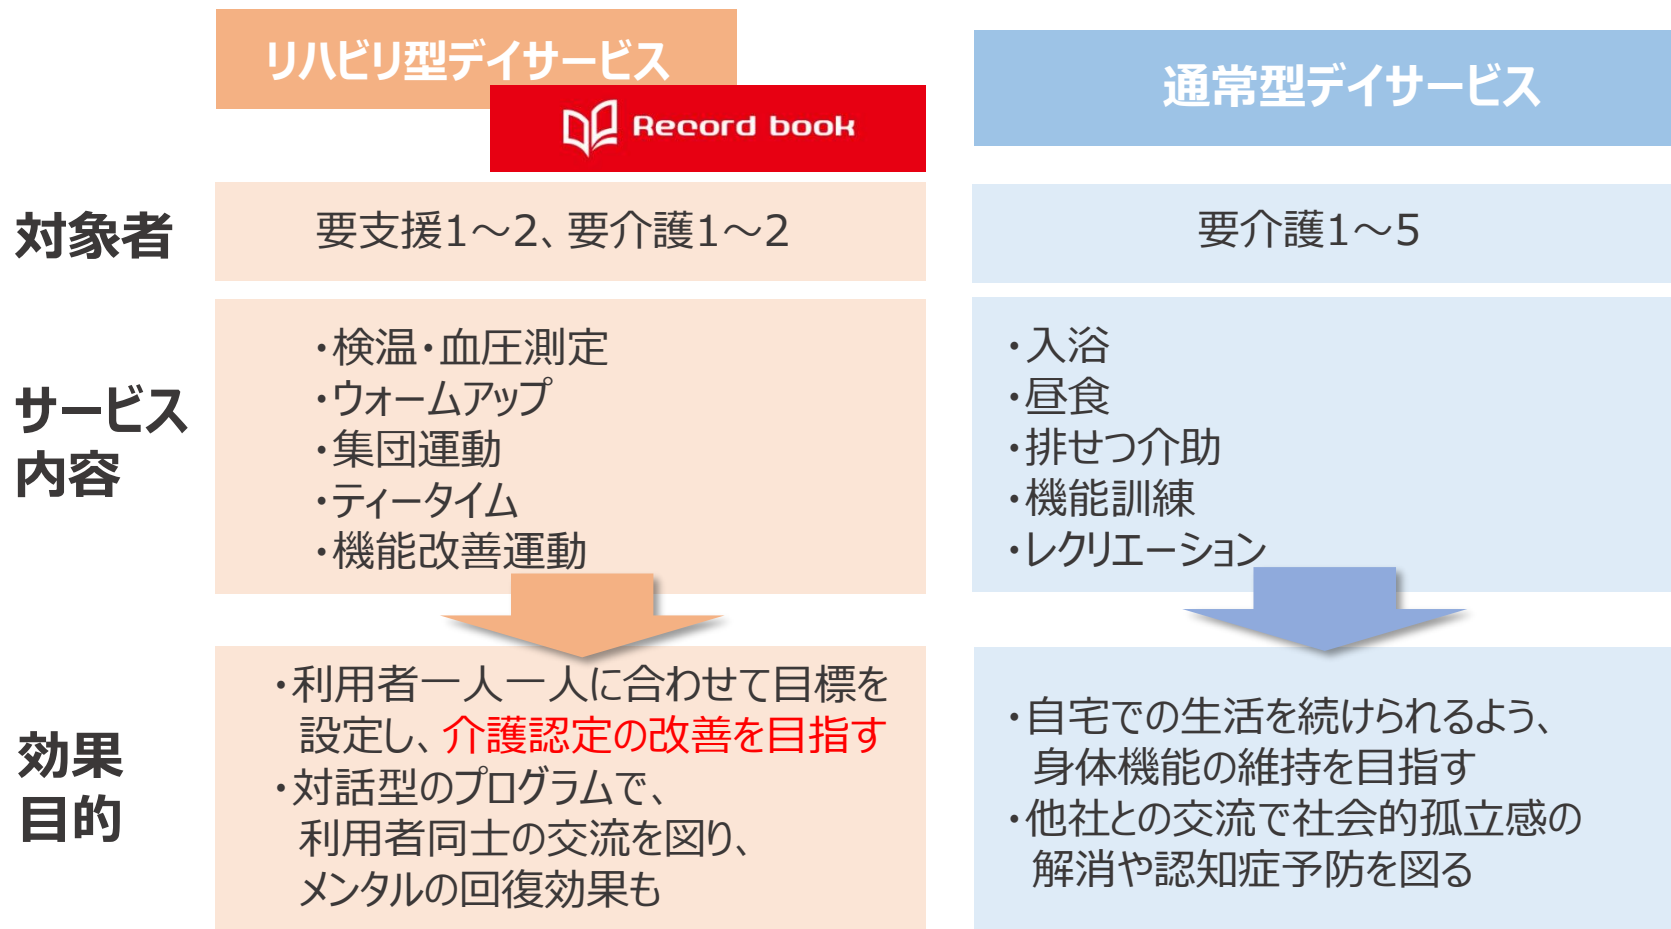 リハビリ型デイサービス
Record book
通常型デイサービス
対象者
要支援1～2、要介護1～2
要介護1～5
サービス
内容
・検温・血圧測定
・ウォームアップ
・集団運動
・ティータイム
・機能改善運動
・入浴
・昼食
・排せつ介助
・機能訓練
・レクリエーション
効果
目的
・利用者一人一人に合わせて目標を
設定し、介護認定の改善を目指す
・対話型のプログラムで、
利用者同士の交流を図り、
メンタルの回復効果も
・自宅での生活を続けられるよう、
身体機能の維持を目指す
・他社との交流で社会的孤立感の
解消や認知症予防を図る